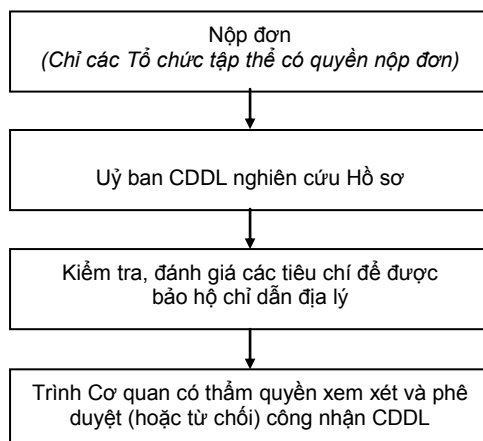 Nộp đơn
(Chỉ các Tổ chức tập thể có quyền nộp đơn)
Uỷ ban CDDL nghiên cứu Hồ sơ
Kiểm tra, đánh giá các tiêu chí để được
bảo hộ chỉ dẫn địa lý
Trình Cơ quan có thẩm quyền xem xét và phê
duyệt (hoặc từ chối) công nhận CDDL